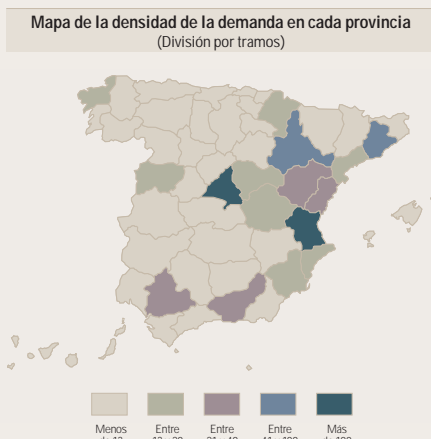 Mapa de la densidad de la demanda en cada provincia
(División por tramos)
Menos Entre Entre Entre Más